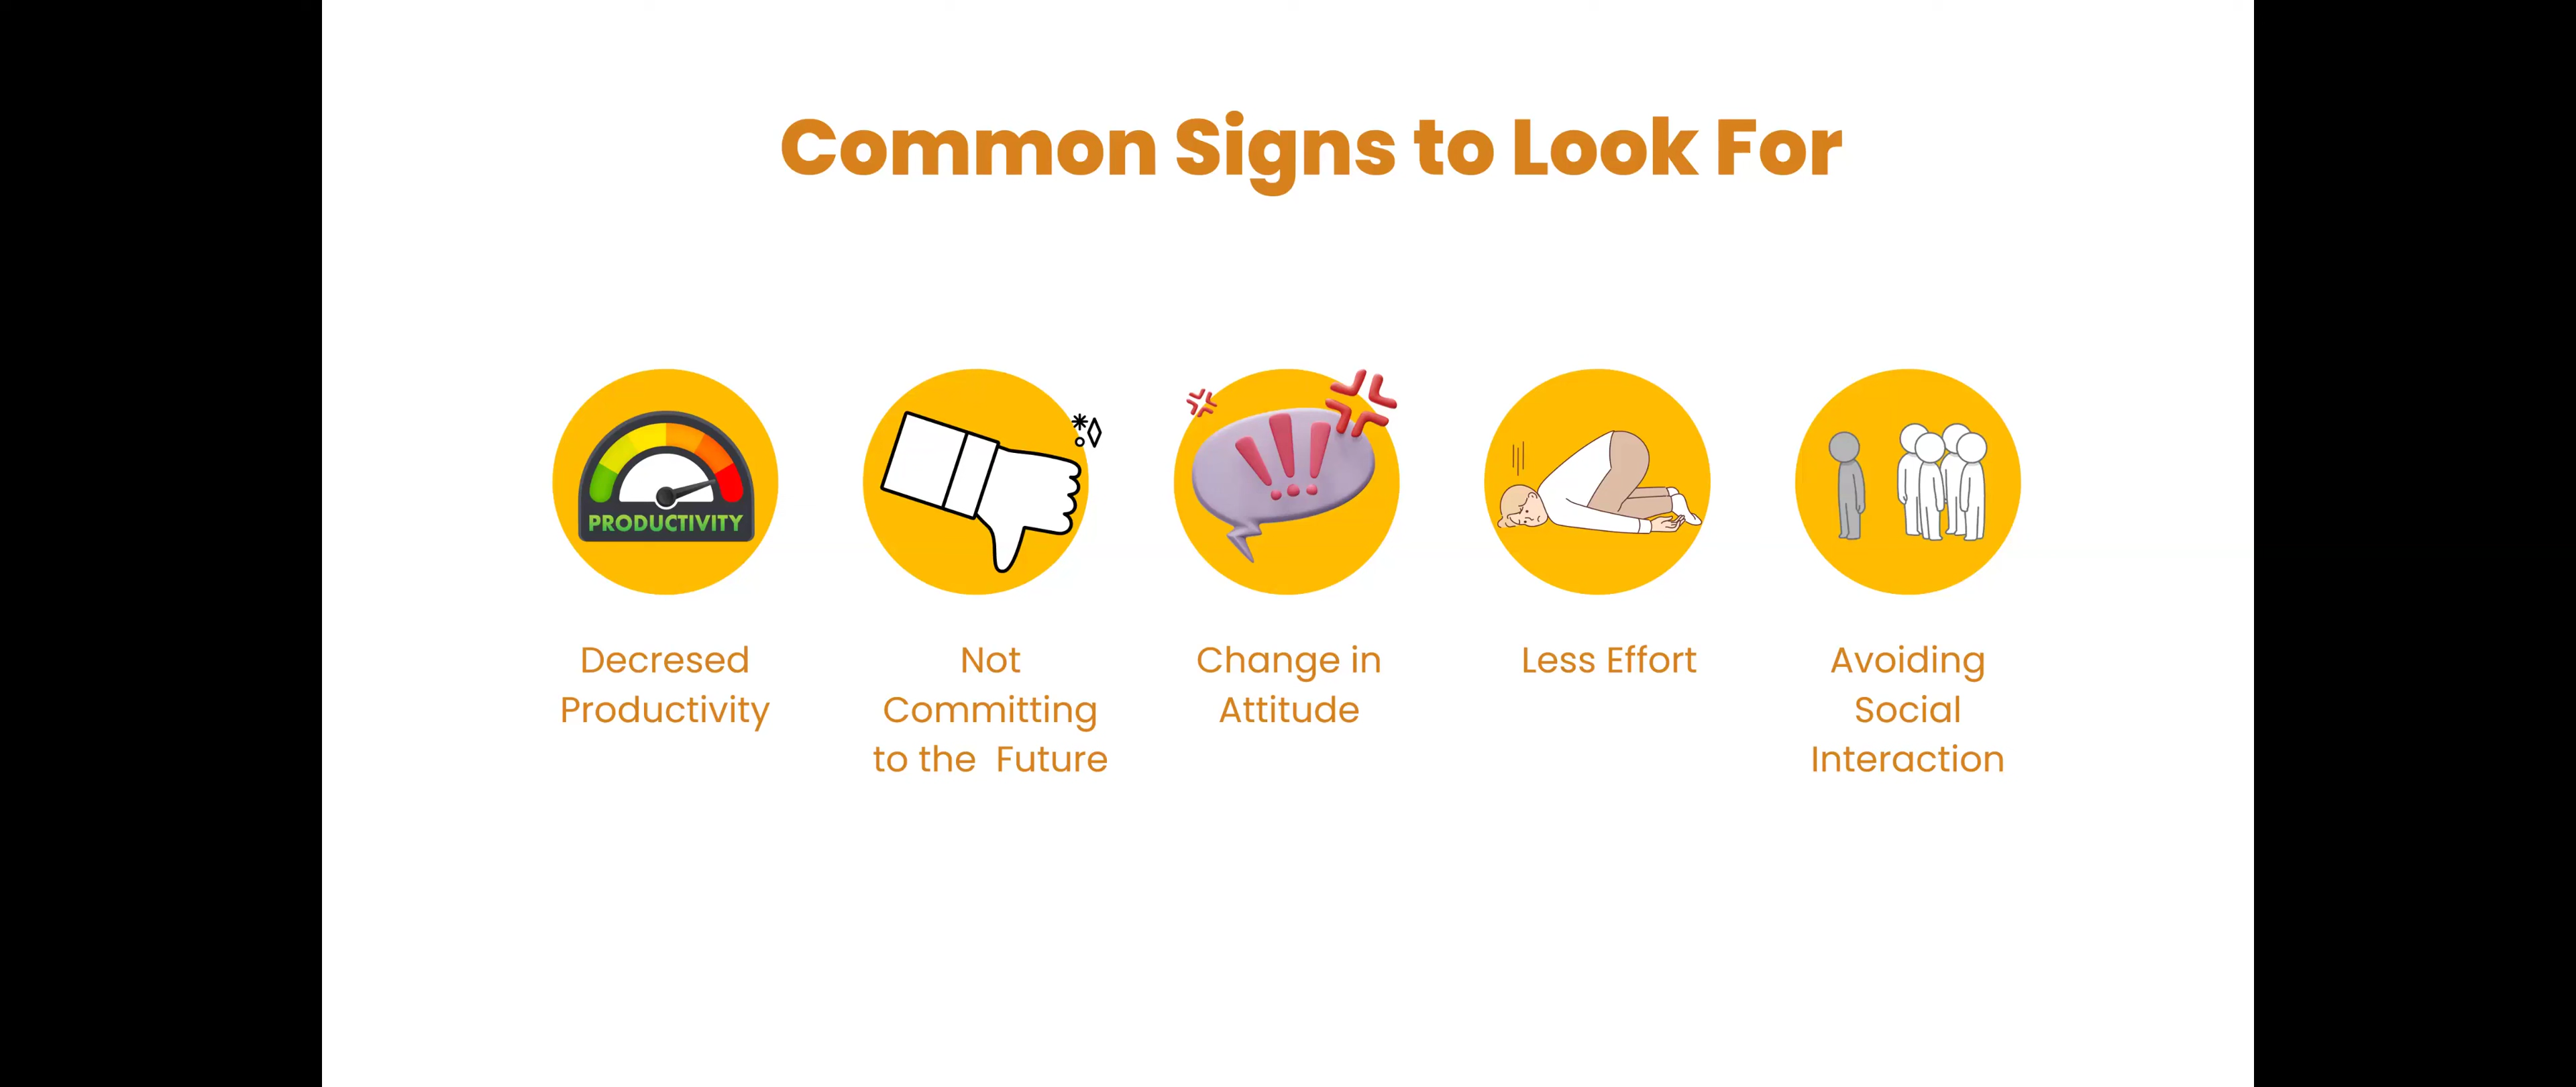 Common Signs to Look For
PRODUCTIVITY
Decresed
Productivity
Not
Committing
to the  Future
Change in
Attitude
Less Effort
Avoiding
Social
Interaction